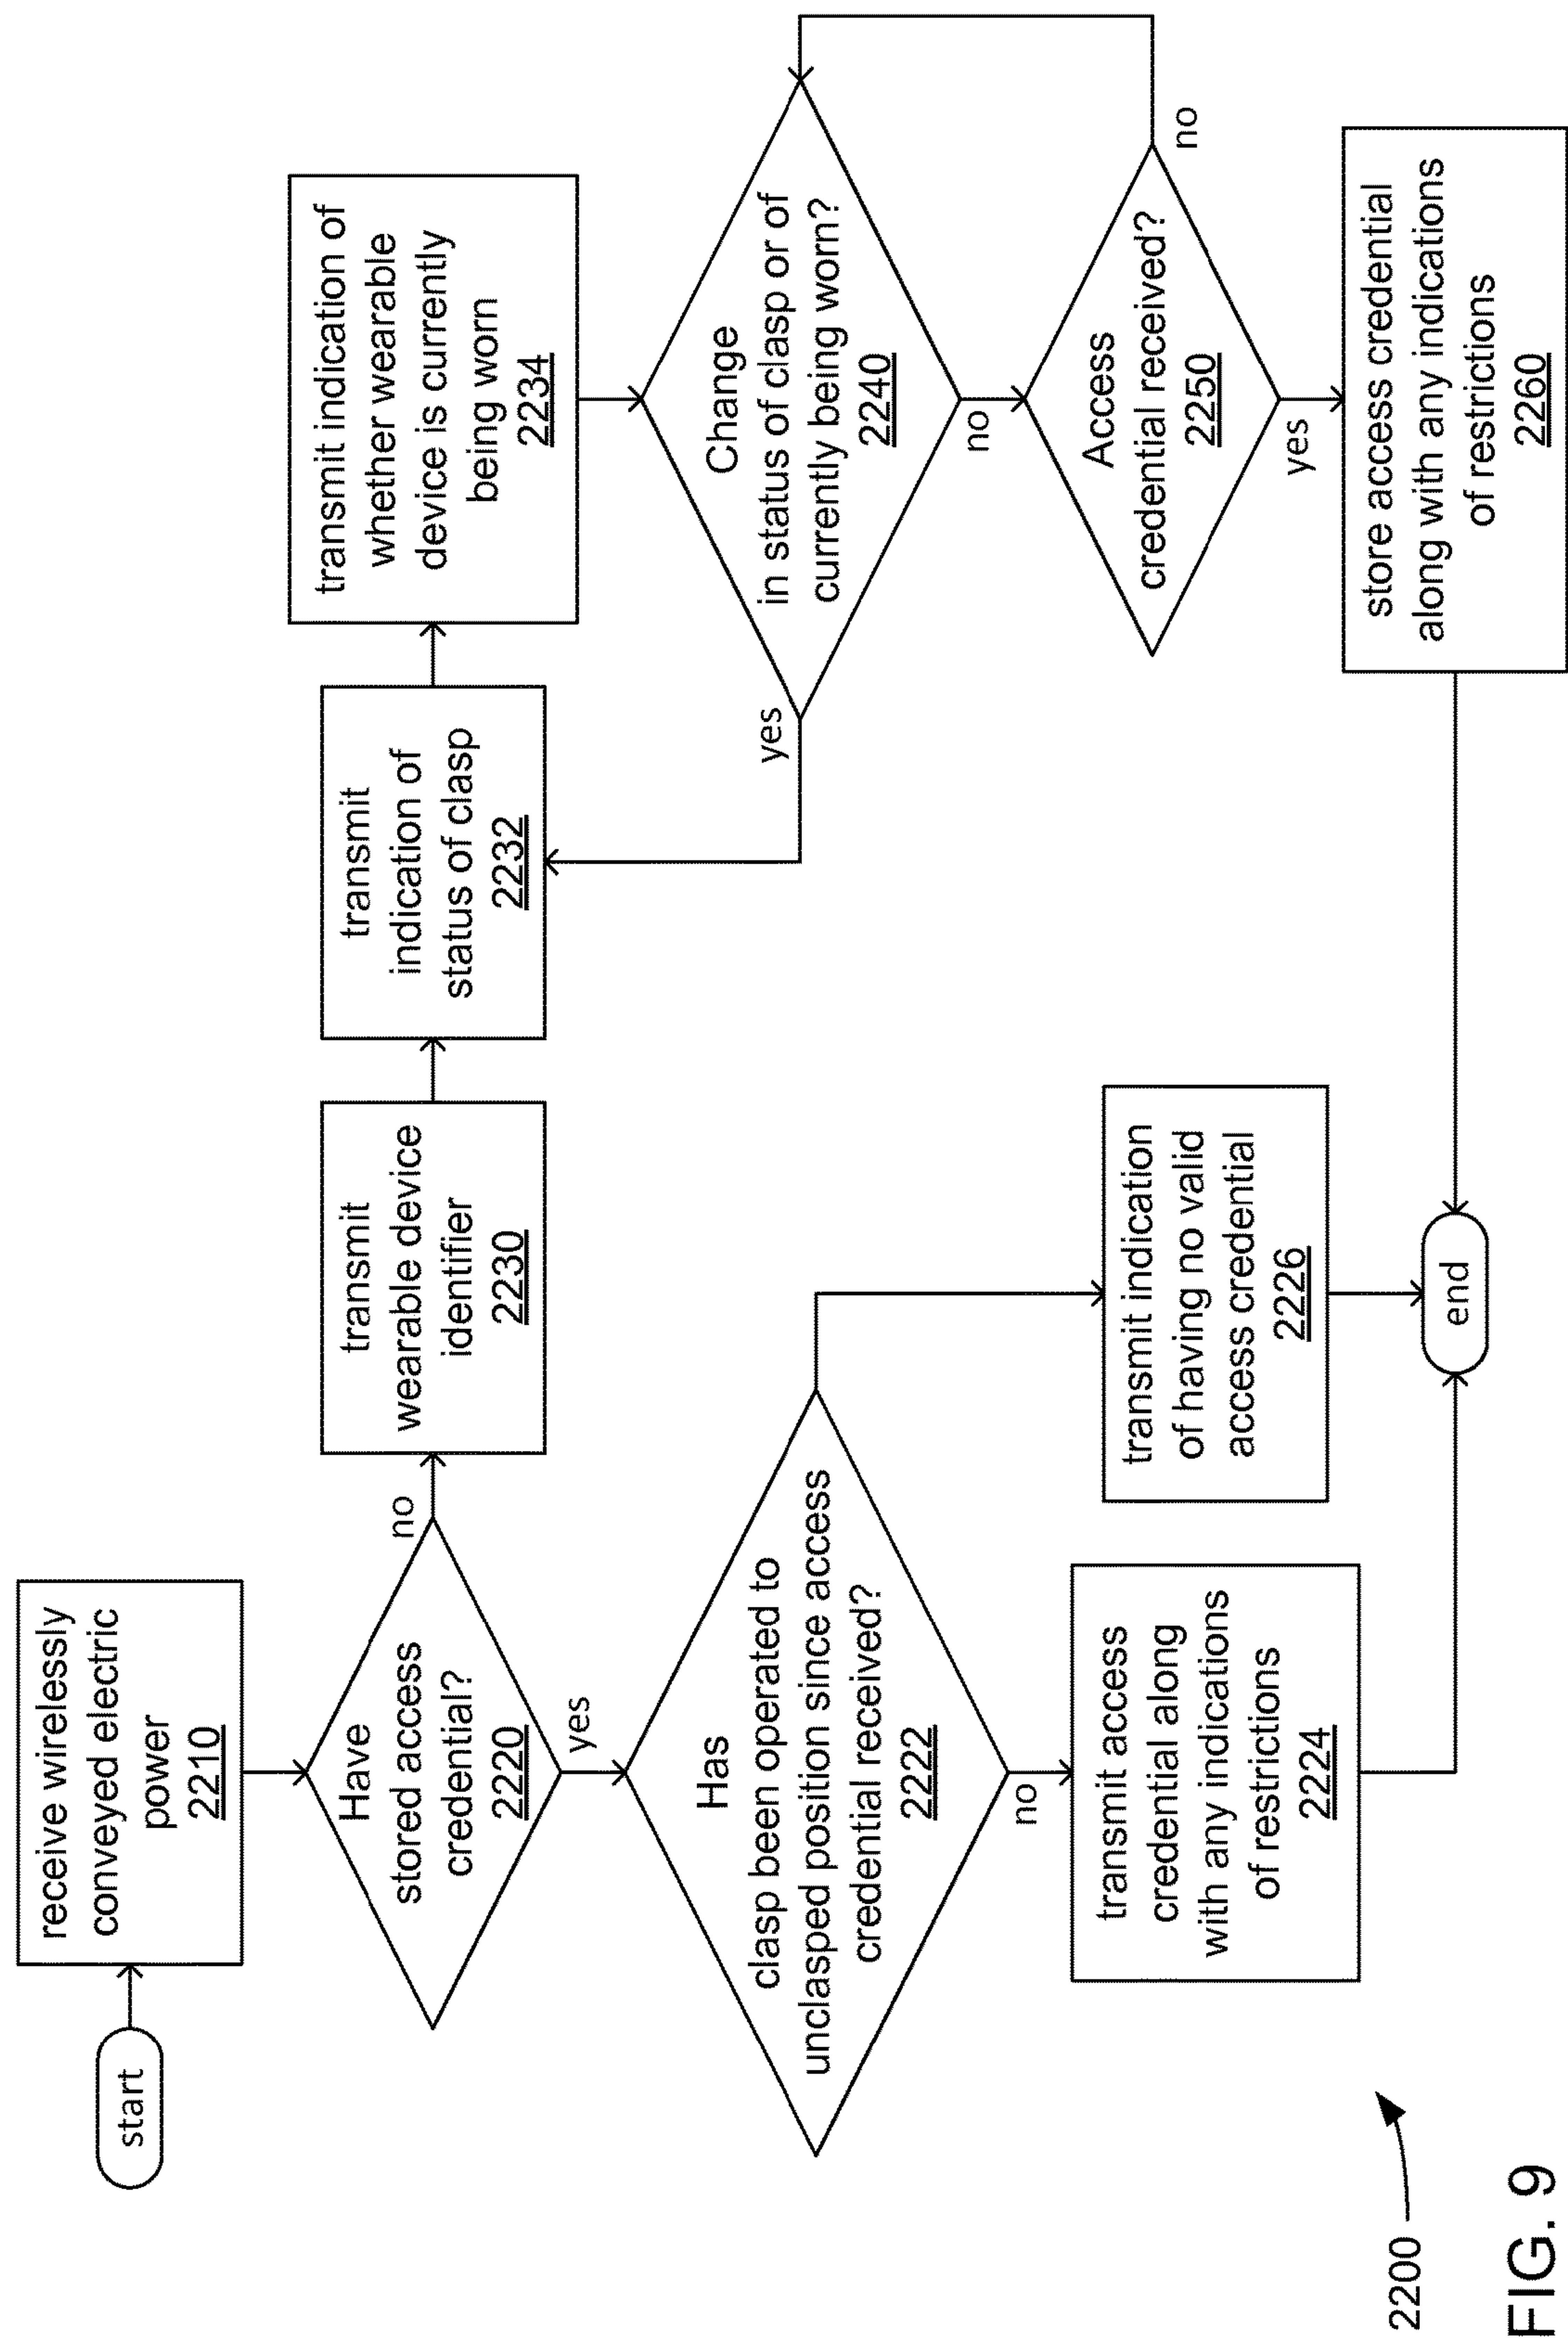 start
receive wirelessly
conveyed electric
power
2210
Have
stored access
credential?
2220
no
yes
transmit
wearable device
identifier
2230
transmit
indication of
status of clasp
2232
transmit indication of
whether wearable
device is currently
being worn
2234
Has
clasp been operated to
unclasped position since access
credential received?
2222
no
transmit access
credential along
with any indications
of restrictions
2224
transmit indication
of having no valid
access credential
2226
Change
in status of clasp or of
currently being worn?
2240
yes
no
Access
credential received?
2250
no
yes
store access credential
along with any indications
of restrictions
2260
end
2200
FIG. 9